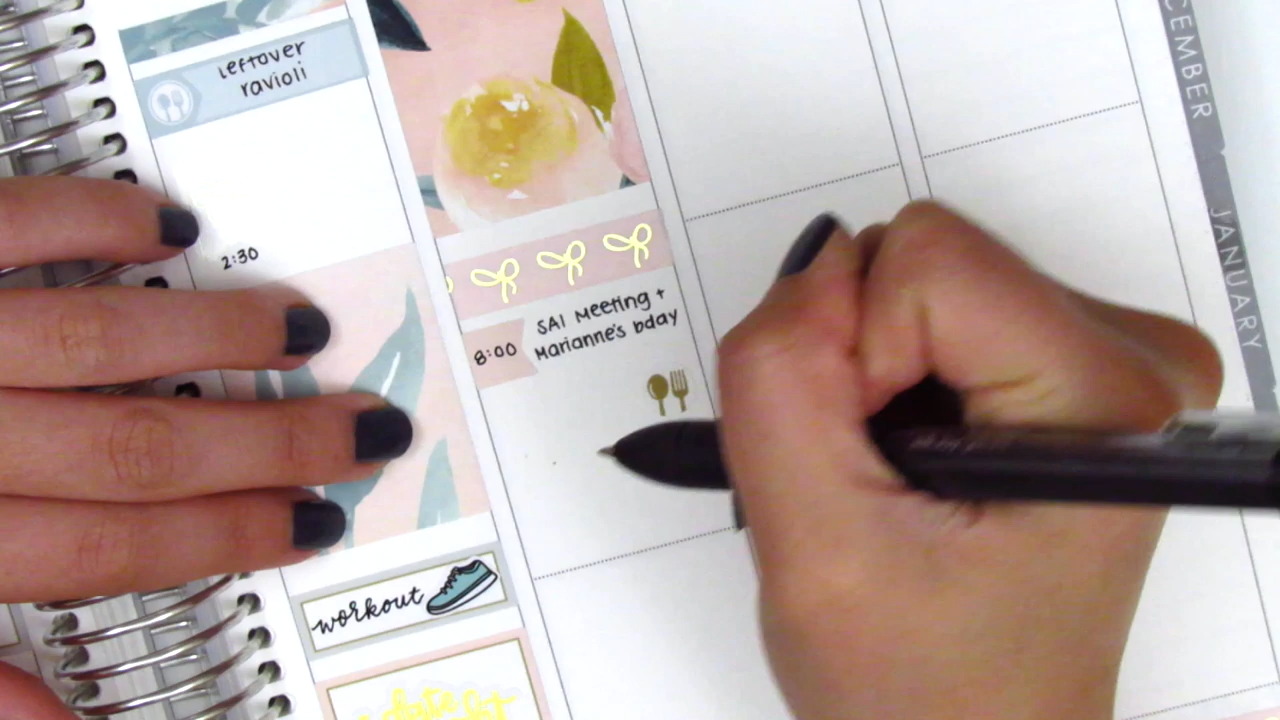 Leftover
ravioli
2:30
8:00
SAI Meeting +
Marianne's bday
workout
CEMBER
JANUARY